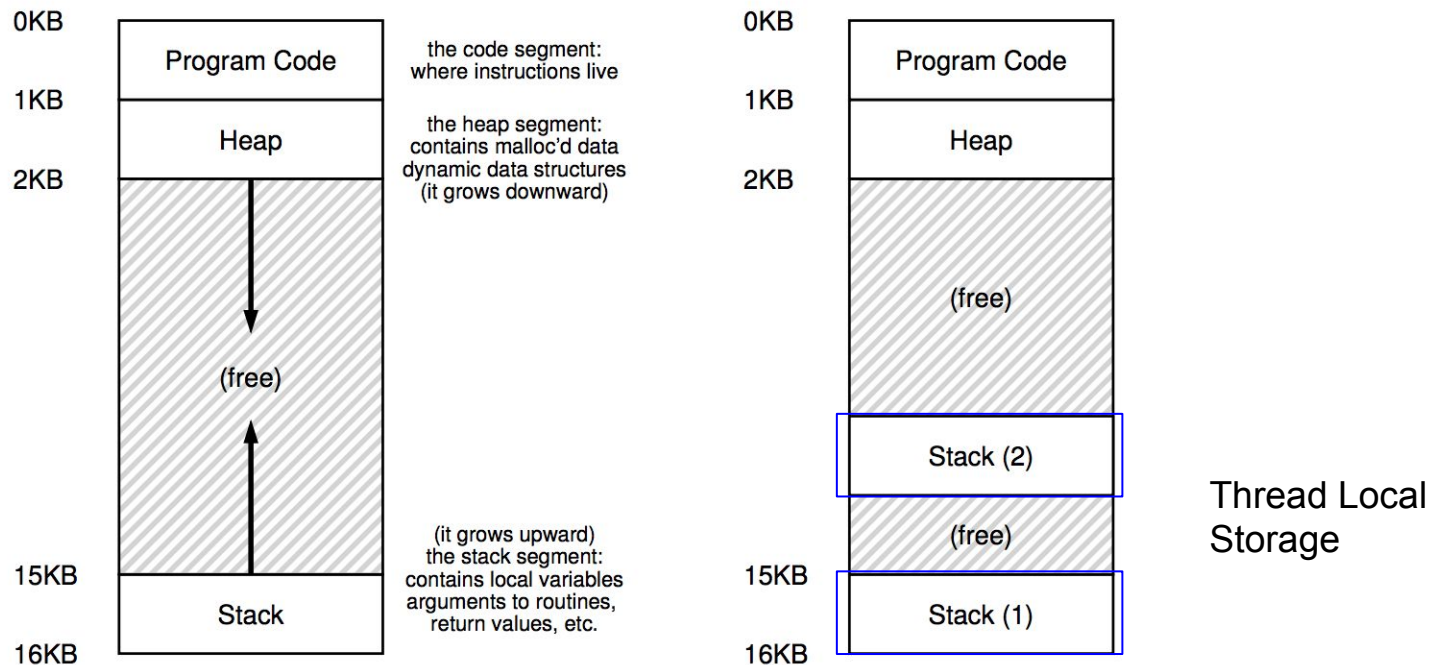 0KB
Program Code
the code segment:
where instructions live
1KB
Heap
the heap segment:
contains malloc'd data
dynamic data structures
(it grows downward)
2KB
(free)
(it grows upward)
the stack segment:
contains local variables
arguments to routines,
return values, etc.
15KB
Stack
16KB
0KB
Program Code
1KB
Heap
2KB
(free)
Stack (2)
(free)
15KB
Stack (1)
16KB
Thread Local
Storage